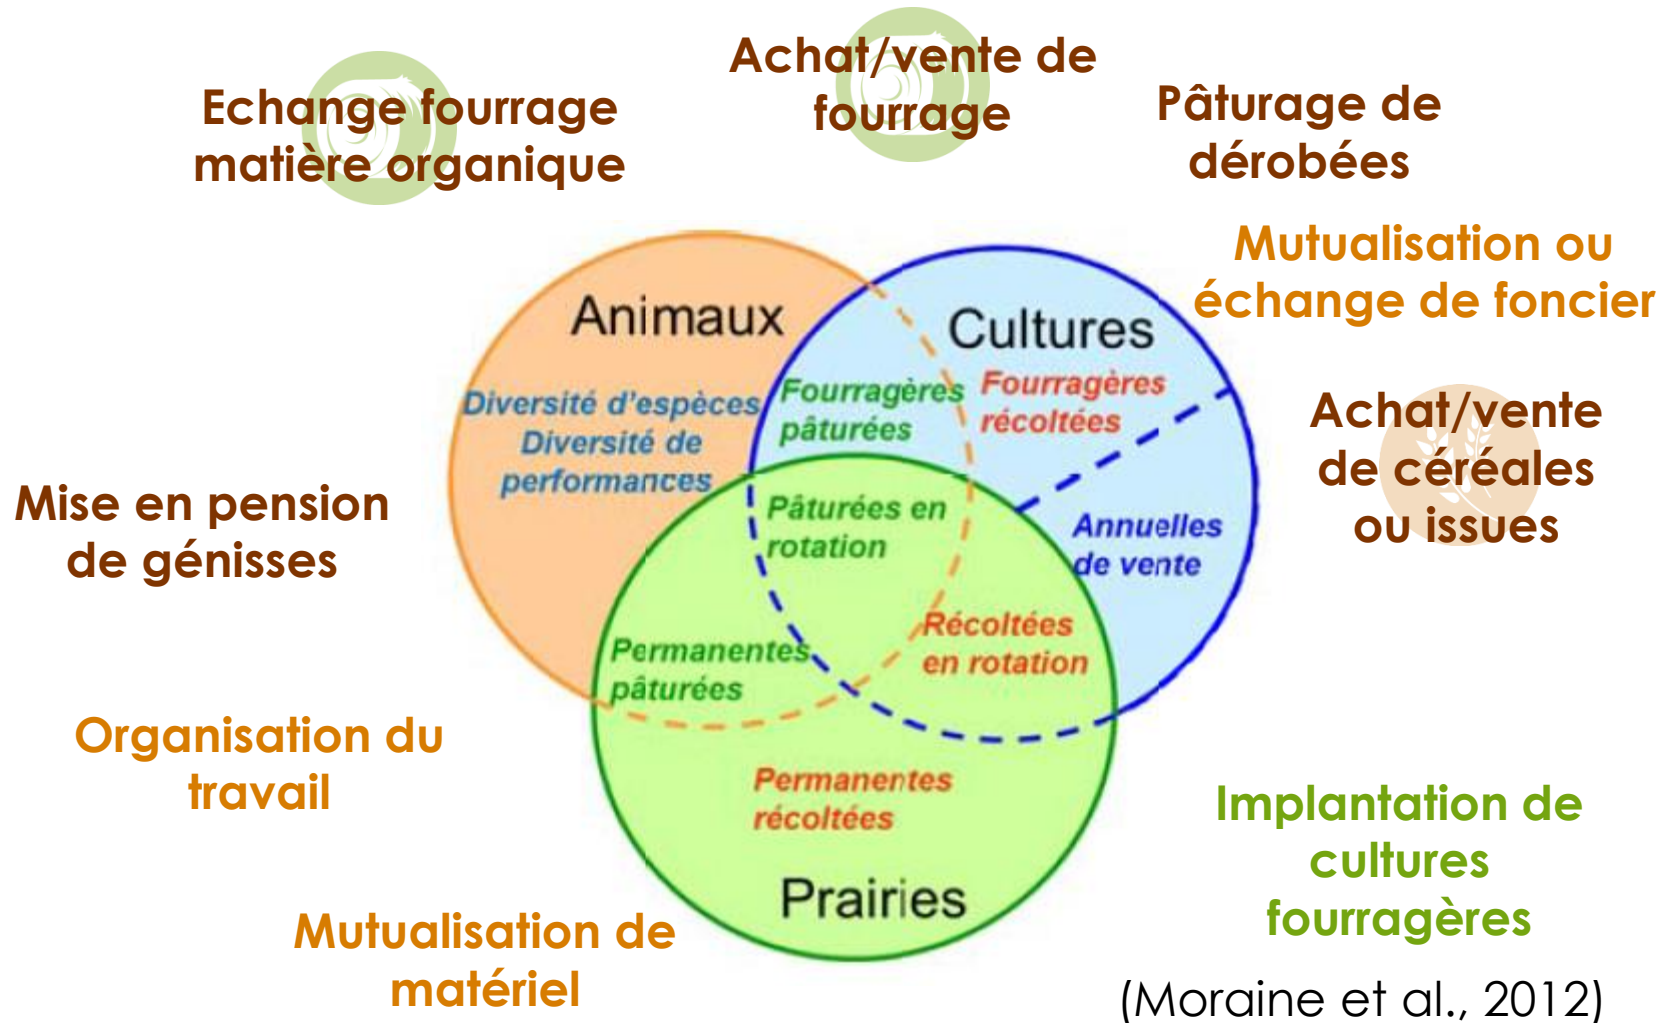 Achat/vente de
fourrage
Echange fourrage
matière organique
Pâturage de
dérobées
Mutualisation ou
échange de foncier
Animaux
Cultures
Diversité d'espèces
Diversité de
performances
Fourragères
pâturées
Fourragères
récoltées
Achat/vente
de céréales
ou issues
Mise en pension
de génisses
Pâturées en
rotation
Annuelles
de vente
Permanentes
pâturées
Récoltées
en rotation
Organisation du
travail
Permanentes
récoltées
Prairies
Implantation de
cultures
fourragères
Mutualisation de
matériel
(Moraine et al., 2012)